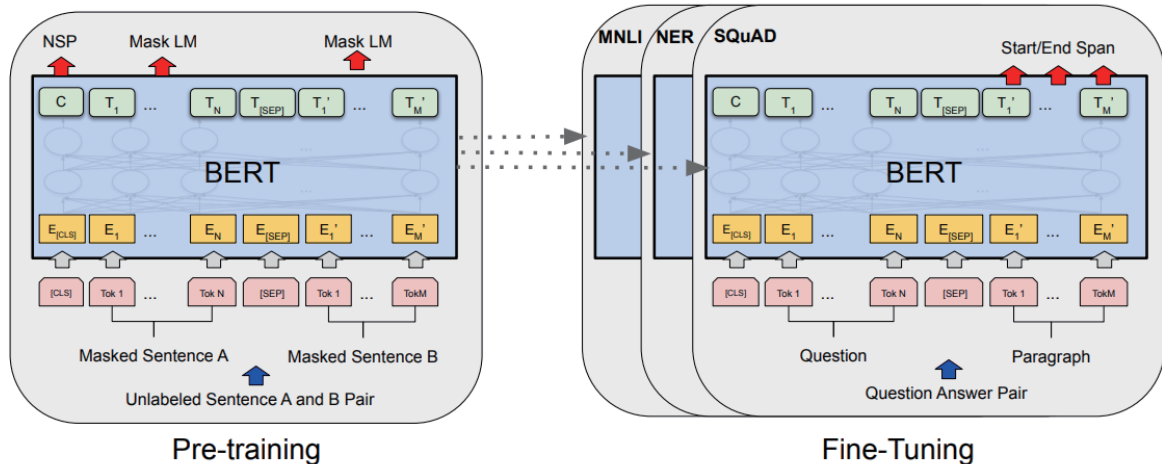 NSP Mask LM Mask LM
C T1 ... TN T[SEP] T1' ... TM'
...
BERT
...
E[CLS] E1 ... EN E[SEP] E1' ... EM'
[CLS] Tok 1 ... Tok N [SEP] Tok 1 ... TokM
Masked Sentence A Masked Sentence B
Unlabeled Sentence A and B Pair
Pre-training
MNLI NER SQuAD
Start/End Span
C T1 ... TN T[SEP] T1' ... TM'
...
BERT
...
E[CLS] E1 ... EN E[SEP] E1' ... EM'
[CLS] Tok 1 ... Tok N [SEP] Tok 1 ... TokM
Question Paragraph
Question Answer Pair
Fine-Tuning